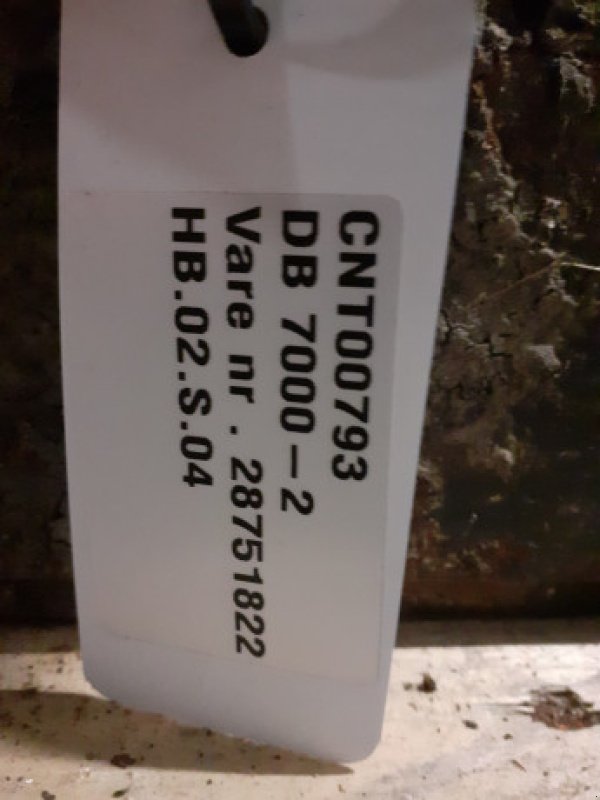 CNT00793
DB 7000-2
Vare nr. 28751822
HB.02.S.04